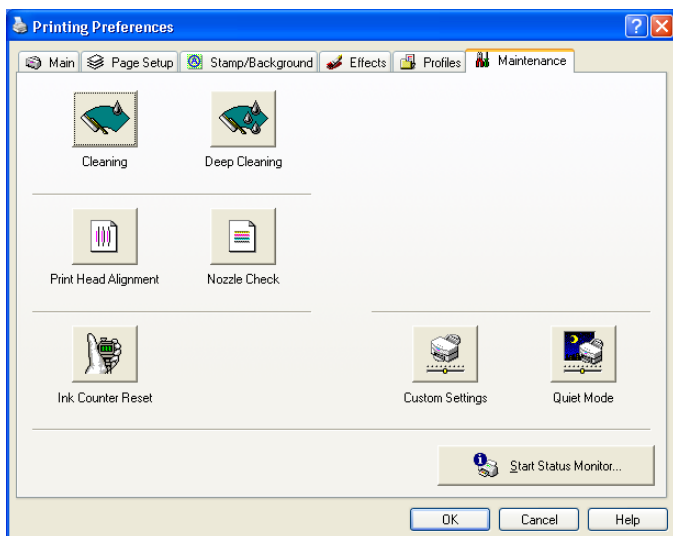 Printing Preferences
Main Page Setup Stamp/Background Effects Profiles Maintenance
Cleaning Deep Cleaning
Print Head Alignment Nozzle Check
Ink Counter Reset Custom Settings Quiet Mode
Start Status Monitor...
OK Cancel Help